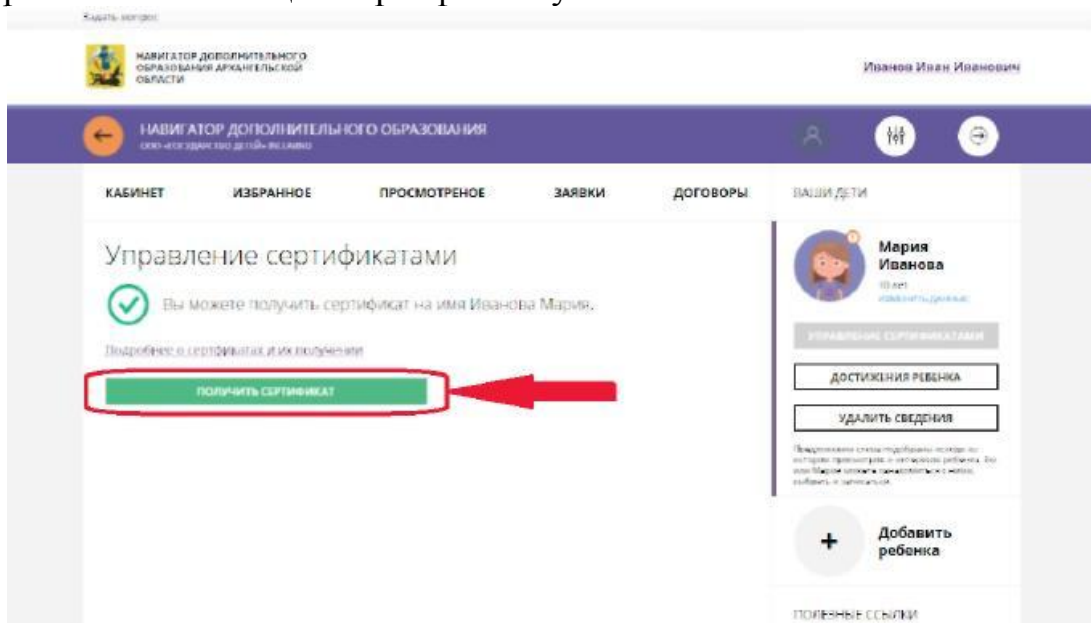 Задать вопрос
НАВИГАТОР ДОПОЛНИТЕЛЬНОГО
ОБРАЗОВАНИЯ АРХАНГЕЛЬСКОЙ
ОБЛАСТИ
Иванов Иван Иванович
НАВИГАТОР ДОПОЛНИТЕЛЬНОГО ОБРАЗОВАНИЯ
КАБИНЕТ ИЗБРАННОЕ ПРОСМОТРЕНОЕ ЗАЯВКИ ДОГОВОРЫ
ВАШИ ДЕТИ
Управление сертификатами
Вы можете получить сертификат на имя Иванова Мария.
Подробнее о сертификатах и их получении
ПОЛУЧИТЬ СЕРТИФИКАТ
Мария
Иванова
10 лет
изменить данные
УПРАВЛЕНИЕ СЕРТИФИКАТАМИ
ДОСТИЖЕНИЯ РЕБЕНКА
УДАЛИТЬ СВЕДЕНИЯ
+
Добавить
ребенка
ПОЛЕЗНЫЕ ССЫЛКИ